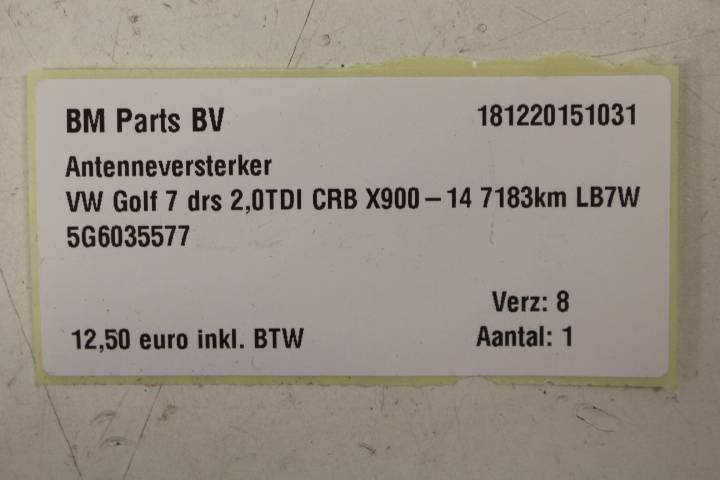 BM Parts BV 181220151031
Antenneversterker
VW Golf 7 drs 2,0TDI CRB X900 – 14 7183km LB7W
5G6035577
Verz: 8
12,50 euro inkl. BTW Aantal: 1